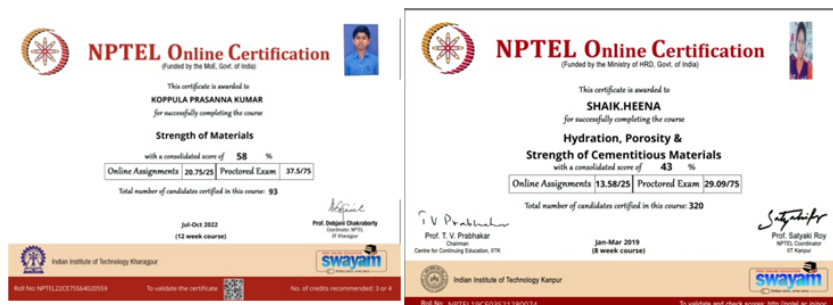 NPTEL Online Certification
(Funded by the MoE, Govt. of India)
This certificate is awarded to
KOPPULA PRASANNA KUMAR
for successfully completing the course
Strength of Materials
with a consolidated score of 58 %
Online Assignments 20.75/25 Proctored Exam 37.5/75
Total number of candidates certified in this course: 93
Jul-Oct 2022
(12 week course)
Prof. Debjani Chakraborty
Coordinator, NPTEL
IIT Kharagpur
Indian Institute of Technology Kharagpur
swayam
Roll No: NPTEL22CE75S64020559
To validate the certificate
No. of credits recommended: 3 or 4
NPTEL Online Certification
(Funded by the Ministry of HRD, Govt. of India)
This certificate is awarded to
SHAIK.HEENA
for successfully completing the course
Hydration, Porosity &
Strength of Cementitious Materials
with a consolidated score of 43 %
Online Assignments 13.58/25 Proctored Exam 29.09/75
Total number of candidates certified in this course: 320
T V Prabhakar
Prof. T. V. Prabhakar
Chairman
Centre for Continuing Education, IITK
Jan-Mar 2019
(8 week course)
Prof. Satyaki Roy
NPTEL Coordinator
IIT Kanpur
Indian Institute of Technology Kanpur
swayam
Roll No:
To validate and check scores: